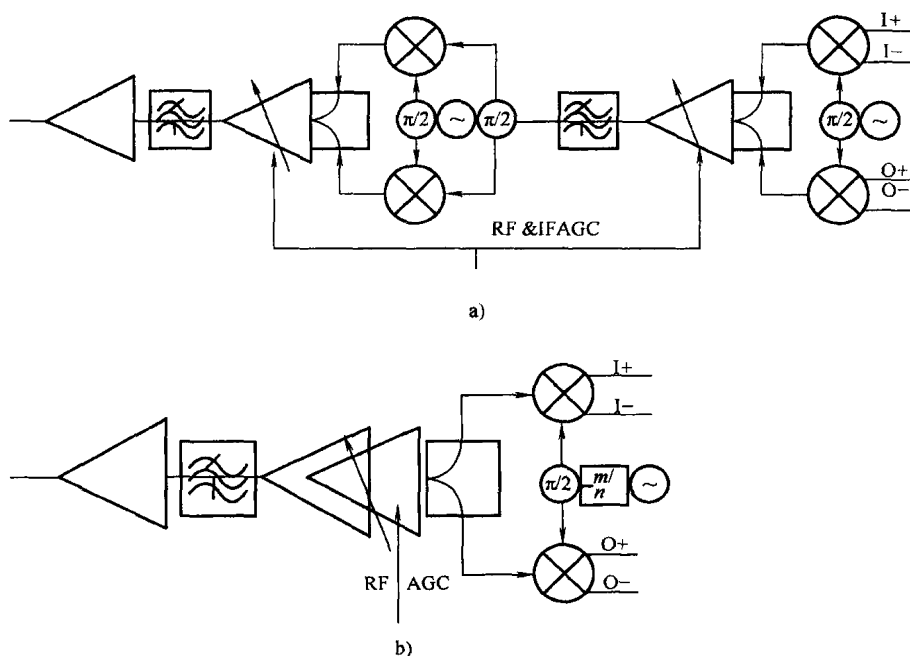 I+
I−
π/2
~
π/2
π/2
~
O+
O−
RF &IFAGC
a)
I+
I−
π/2
m/
n
~
O+
O−
RF AGC
b)